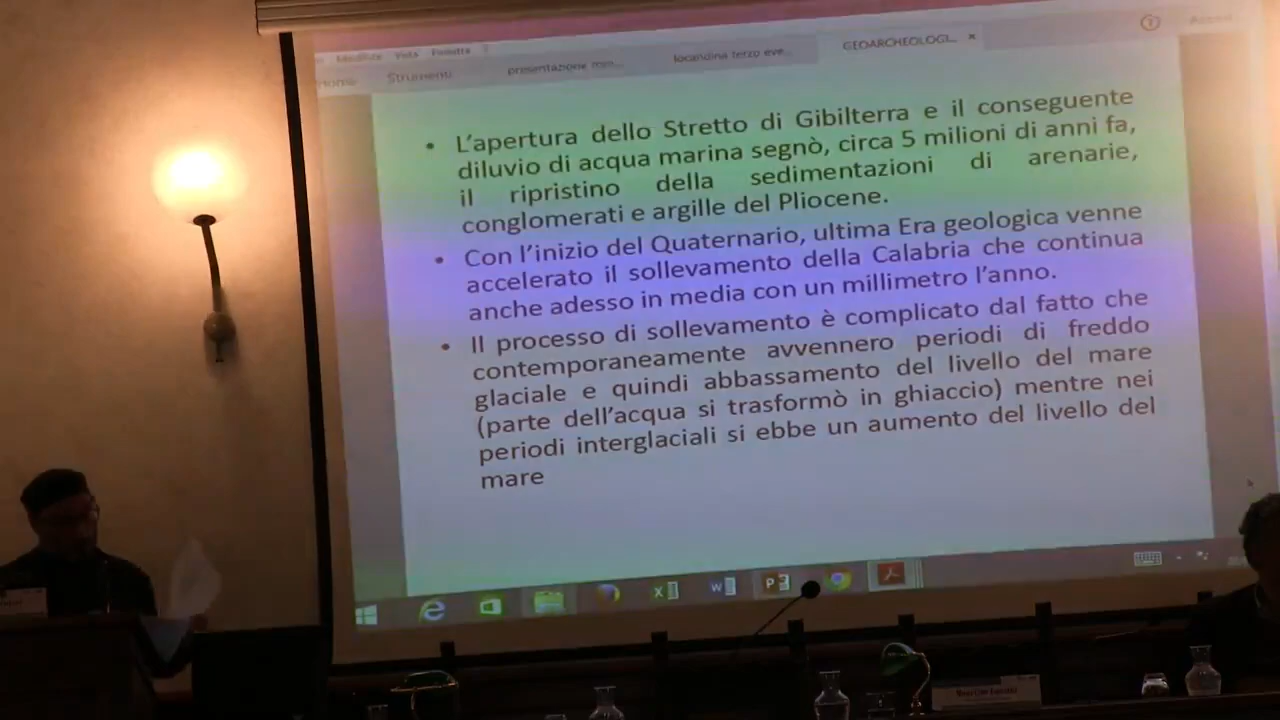 Modifica Vista Finestra ?
Home Strumenti presentazione locandina terzo eve... GEOARCHEOLOGI... ×
• L'apertura dello Stretto di Gibilterra e il conseguente
diluvio di acqua marina segnò, circa 5 milioni di anni fa,
il ripristino della sedimentazioni di arenarie,
conglomerati e argille del Pliocene.
• Con l'inizio del Quaternario, ultima Era geologica venne
accelerato il sollevamento della Calabria che continua
anche adesso in media con un millimetro l'anno.
• Il processo di sollevamento è complicato dal fatto che
contemporaneamente avvennero periodi di freddo
glaciale e quindi abbassamento del livello del mare
(parte dell'acqua si trasformò in ghiaccio) mentre nei
periodi interglaciali si ebbe un aumento del livello del
mare